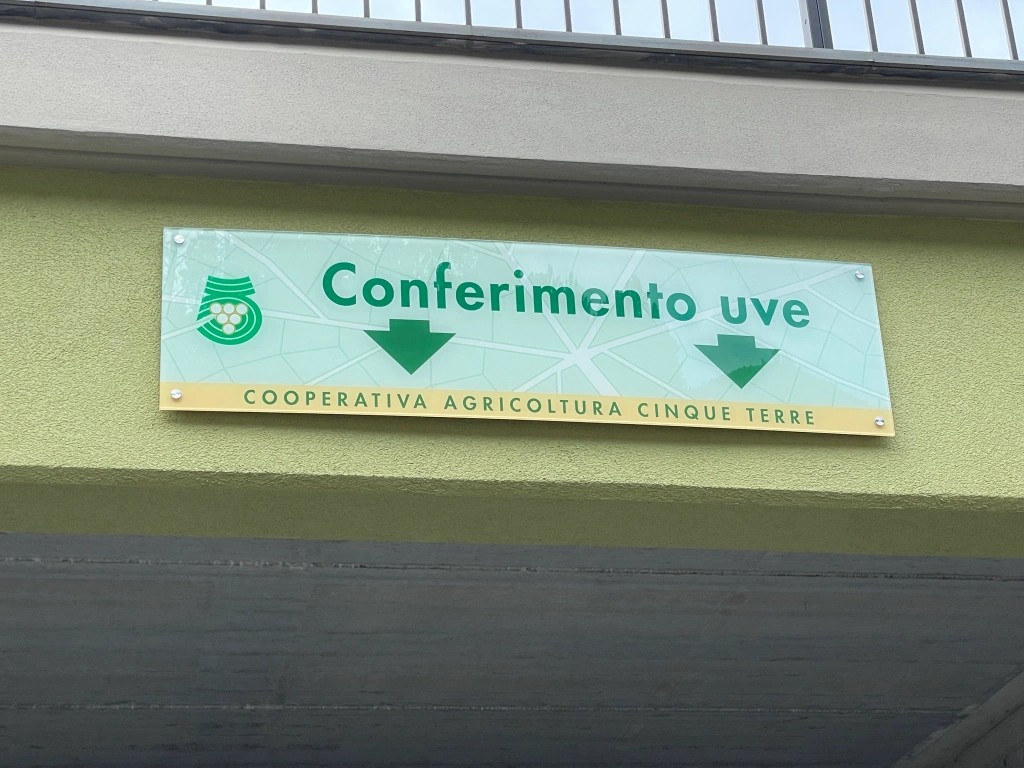 Conferimento uve
COOPERATIVA AGRICOLTURA CINQUE TERRE